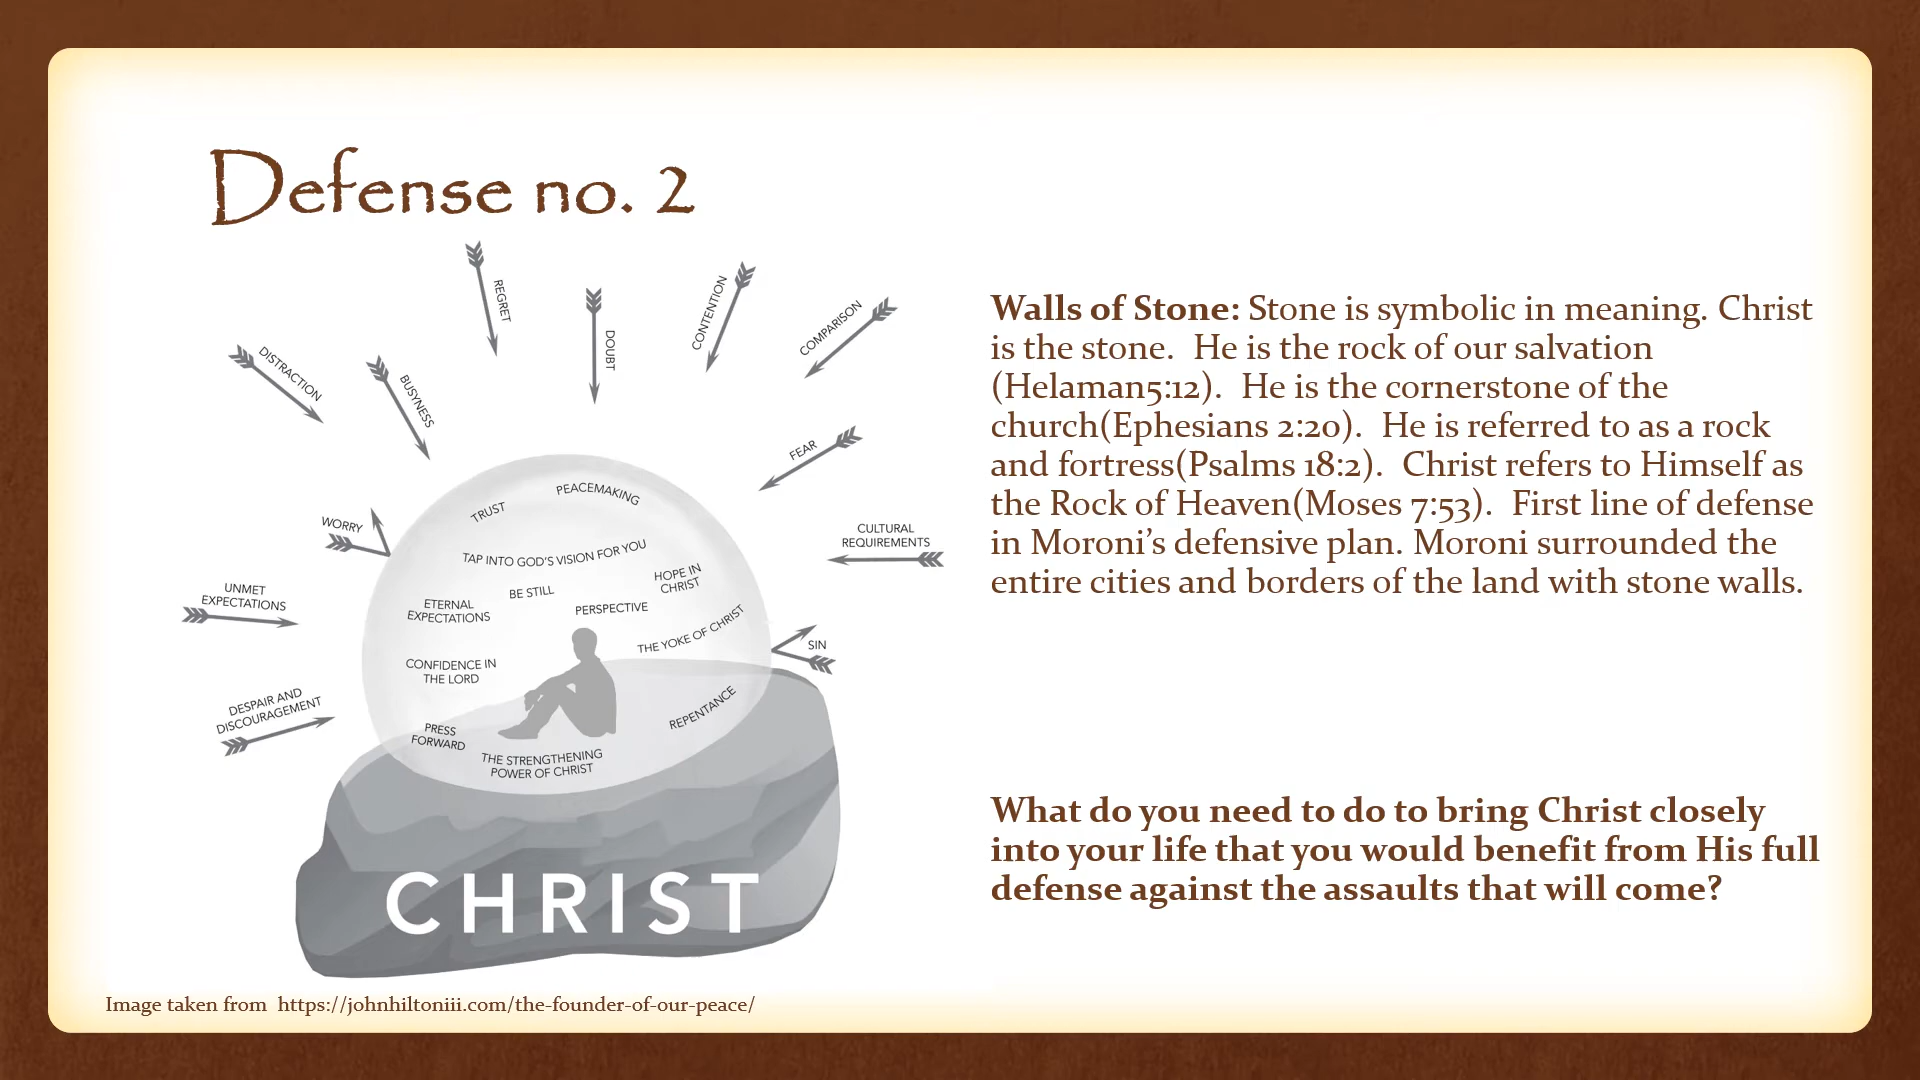 Defense no. 2
REGRET
DOUBT
CONTENTION
COMPARISON
DISTRACTION
BUSYNESS
FEAR
WORRY
CULTURAL
REQUIREMENTS
UNMET
EXPECTATIONS
SIN
DESPAIR AND
DISCOURAGEMENT
TRUST
PEACEMAKING
TAP INTO GOD'S VISION FOR YOU
BE STILL
HOPE IN
CHRIST
ETERNAL
EXPECTATIONS
PERSPECTIVE
THE YOKE OF CHRIST
CONFIDENCE IN
THE LORD
REPENTANCE
PRESS
FORWARD
THE STRENGTHENING
POWER OF CHRIST
CHRIST
Image taken from  https://johnhiltoniii.com/the-founder-of-our-peace/
Walls of Stone: Stone is symbolic in meaning. Christ
is the stone.  He is the rock of our salvation
(Helaman5:12).  He is the cornerstone of the
church(Ephesians 2:20).  He is referred to as a rock
and fortress(Psalms 18:2).  Christ refers to Himself as
the Rock of Heaven(Moses 7:53).  First line of defense
in Moroni’s defensive plan. Moroni surrounded the
entire cities and borders of the land with stone walls.
What do you need to do to bring Christ closely
into your life that you would benefit from His full
defense against the assaults that will come?